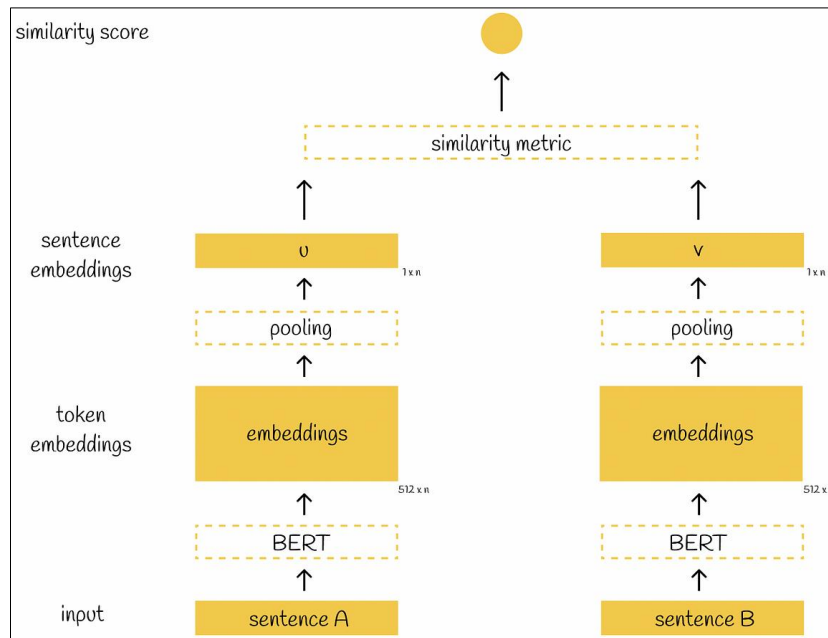 similarity score
similarity metric
sentence
embeddings
u
1 x n
v
1 x n
pooling
pooling
token
embeddings
embeddings
512 x n
embeddings
512 x n
BERT
BERT
input
sentence A
sentence B